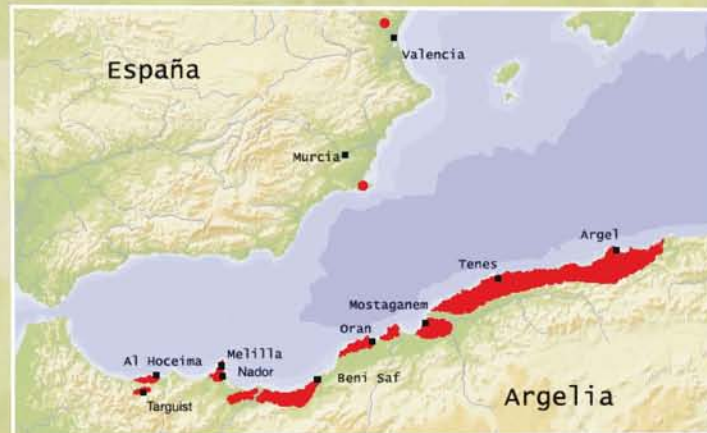 España
Valencia
Murcia
Argel
Tenes
Mostaganem
Oran
Al Hoceima
Melilla
Nador
Beni Saf
Targuist
Argelia